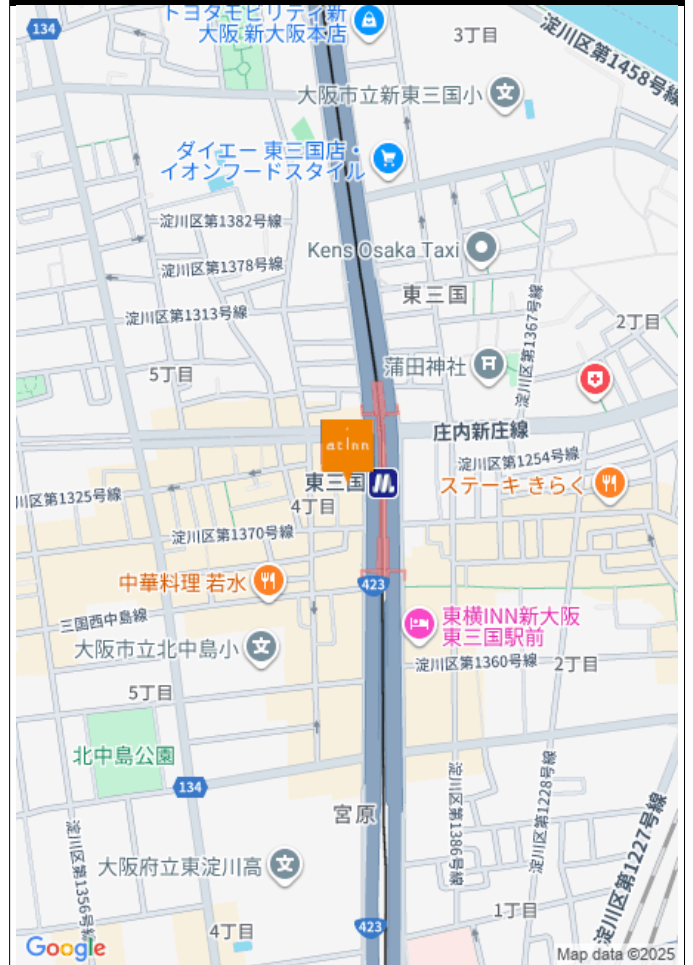 134
トヨタモビリティ新
大阪 新大阪本店
3丁目
淀川区第1458号線
大阪市立新東三国小
文
ダイエー 東三国店・
イオンフードスタイル
淀川区第1382号線
Kens Osaka Taxi
淀川区第1378号線
東三国
淀川区第1313号線
淀川区第1367号線
2丁目
蒲田神社
5丁目
庄内新庄線
at inn
淀川区第1254号線
東三国
M
ステーキ きらく
川区第1325号線
4丁目
淀川区第1370号線
中華料理 若水
423
三国西中島線
東横INN新大阪
東三国駅前
大阪市立北中島小
文
淀川区第1360号線
2丁目
5丁目
北中島公園
134
宮原
淀川区第1386号線
淀川区第1228号線
淀川区第1227号線
淀川区第1356号線
大阪府立東淀川高
文
1丁目
4丁目
423
Google
Map data ©2025